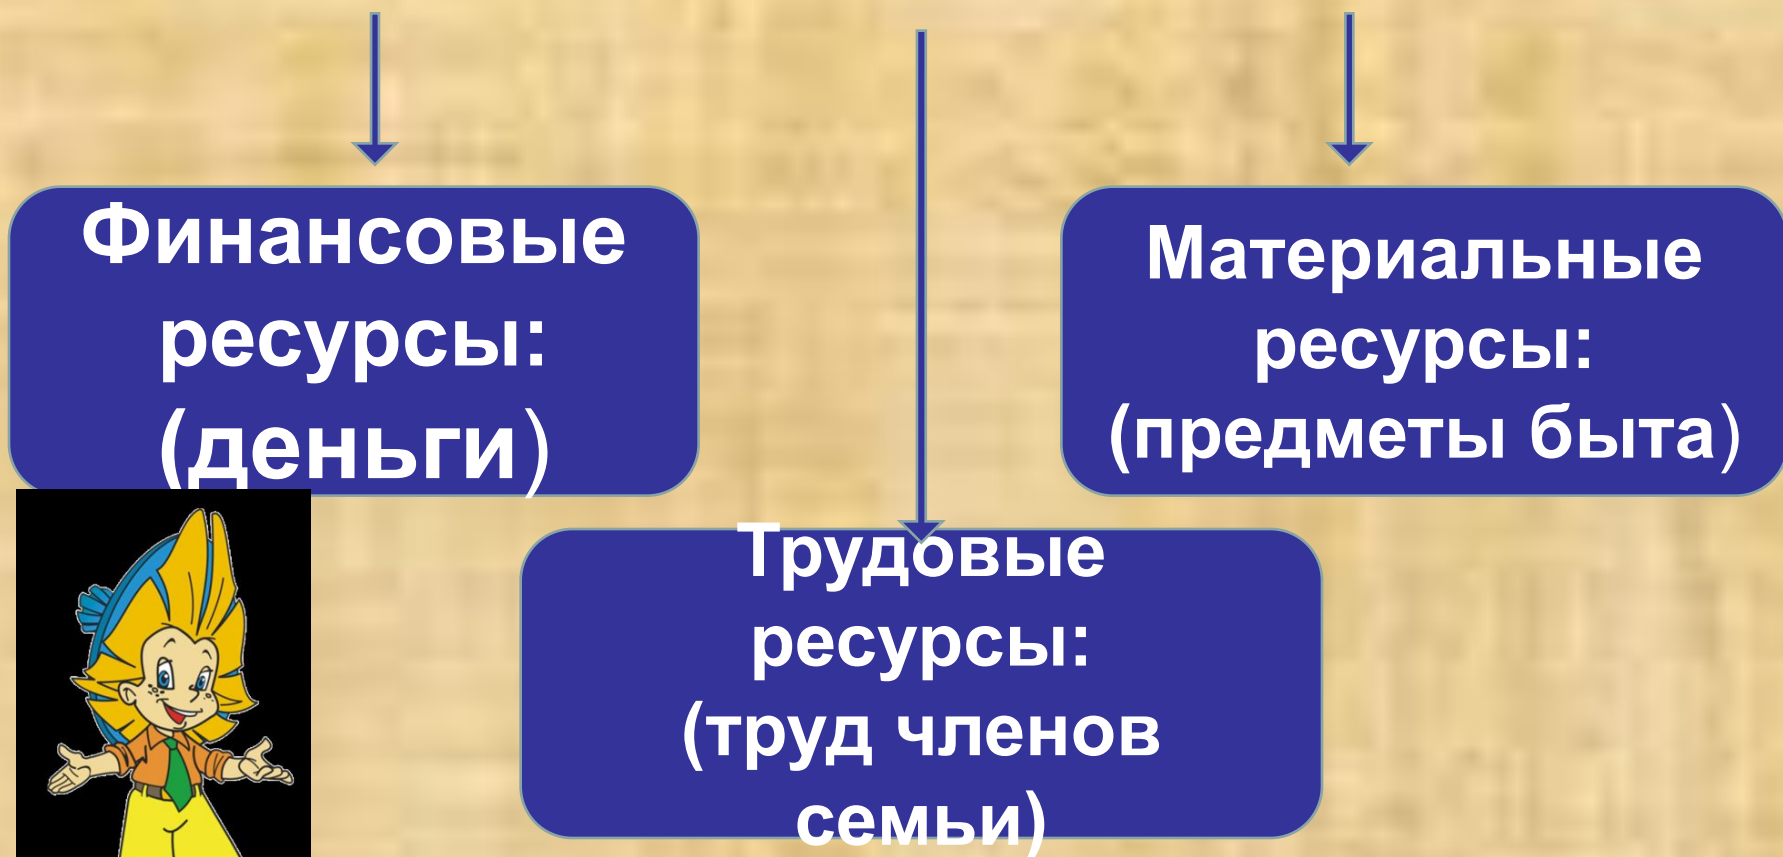 Финансовые
ресурсы:
(деньги)
Материальные
ресурсы:
(предметы быта)
Трудовые
ресурсы:
(труд членов
семьи)